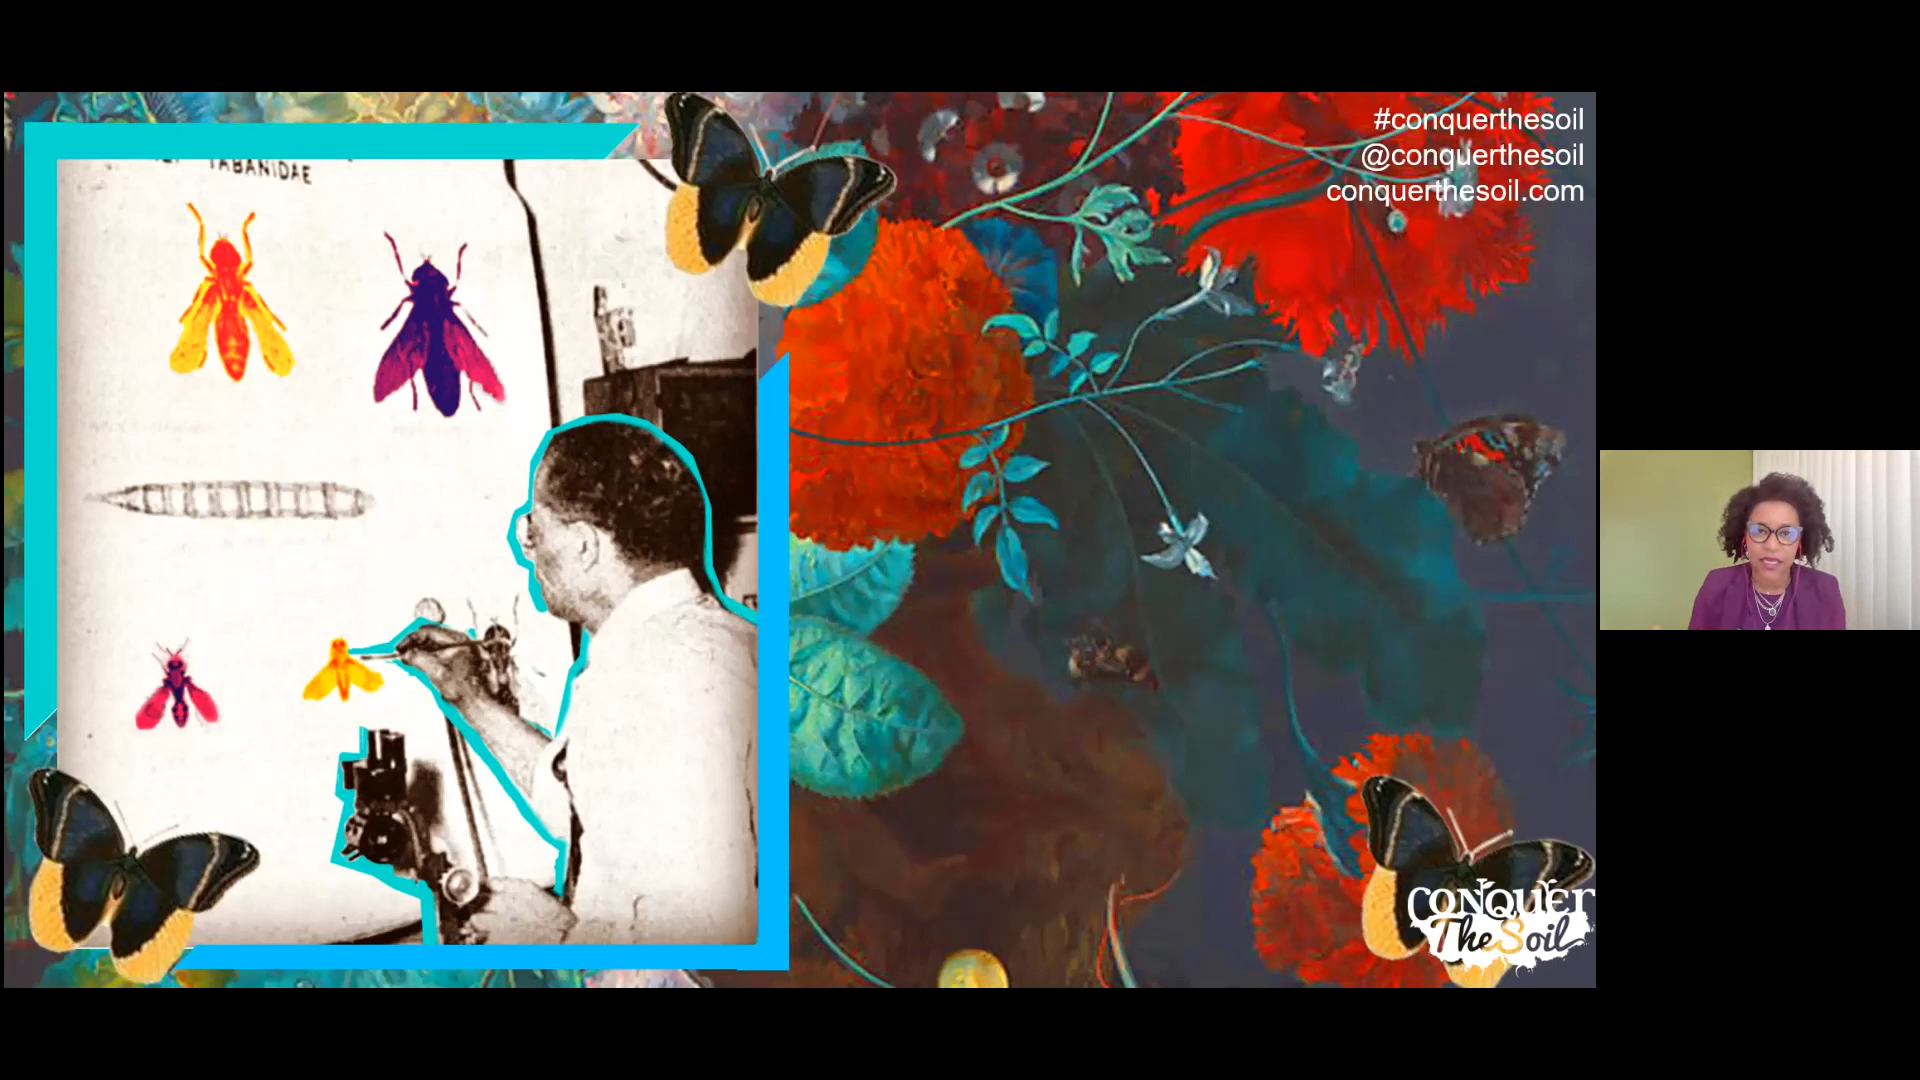 TABANIDAE
#conquerthesoil
@conquerthesoil
conquerthesoil.com
CONQUER
The Soil